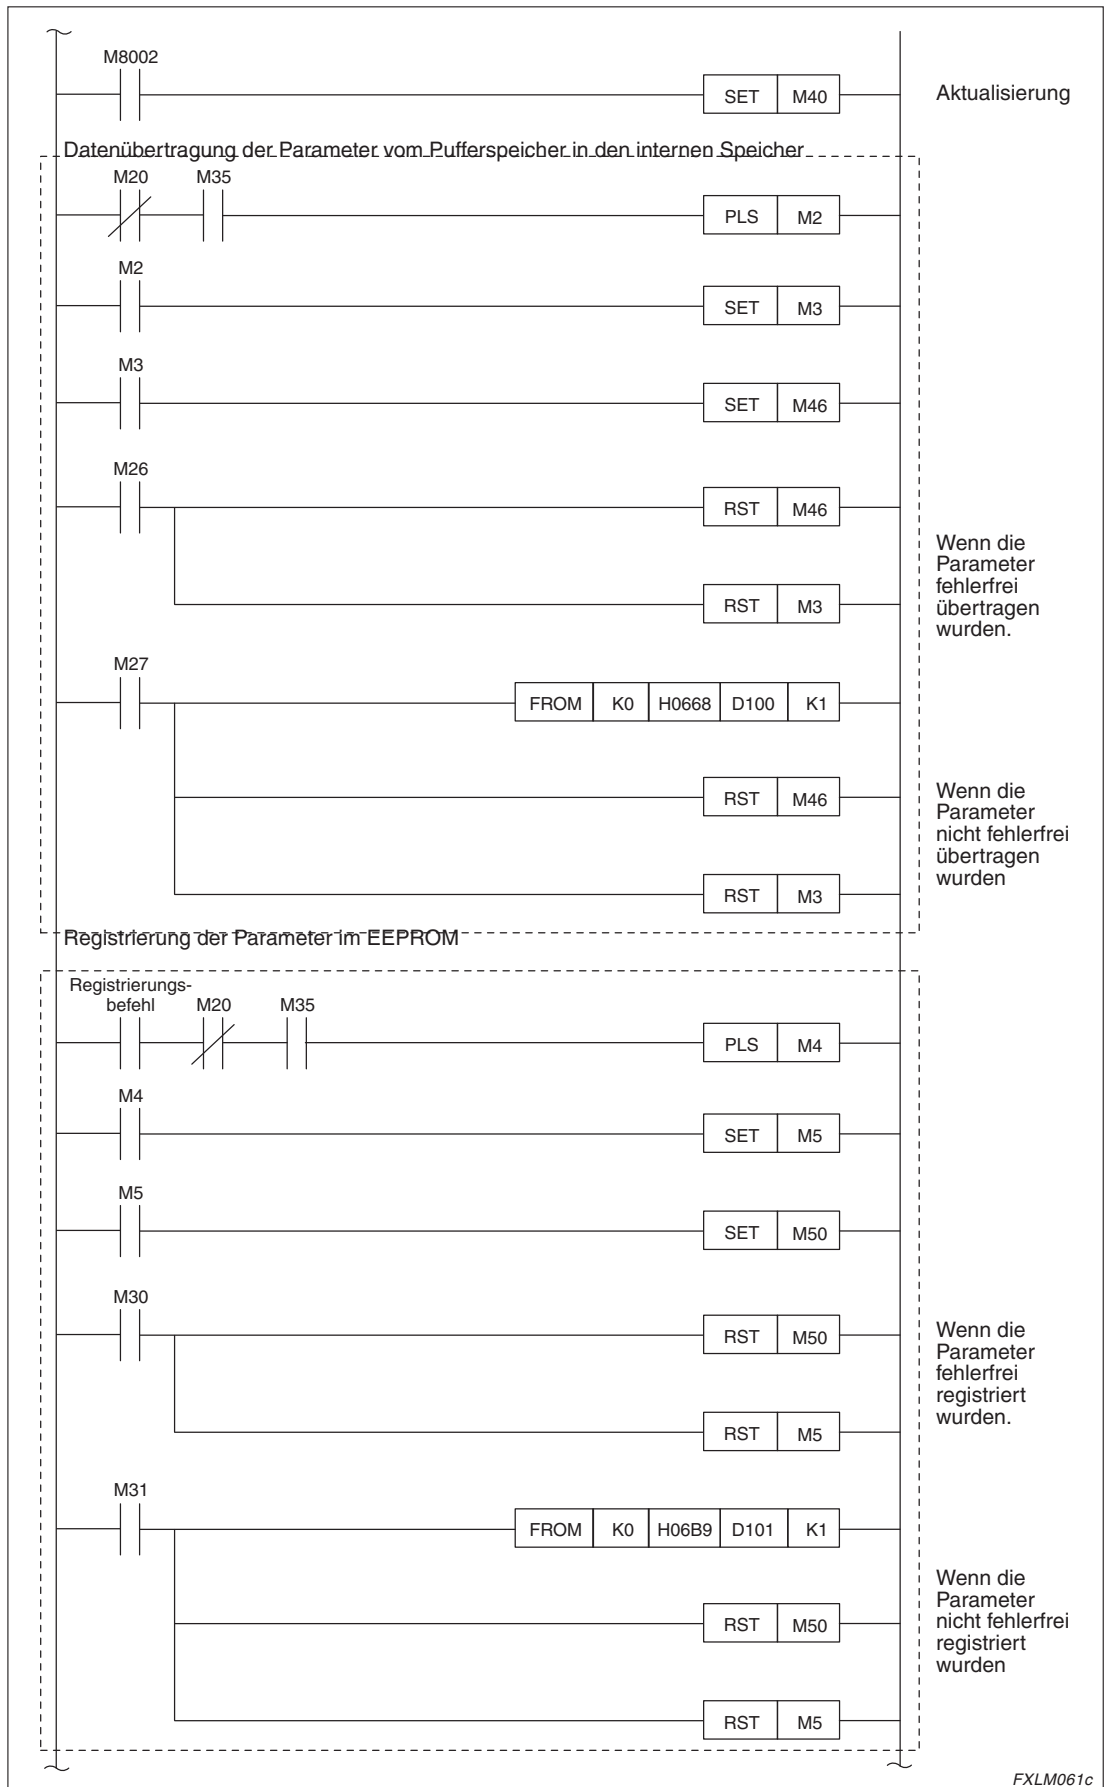 M8002
SET M40 Aktualisierung
Datenübertragung der Parameter vom Pufferspeicher in den internen Speicher
M20 M35
PLS M2
M2
SET M3
M3
SET M46
M26
RST M46
Wenn die
Parameter
fehlerfrei
übertragen
wurden.
RST M3
M27
FROM K0 H0668 D100 K1
RST M46
Wenn die
Parameter
nicht fehlerfrei
übertragen
wurden
RST M3
Registrierung der Parameter im EEPROM
Registrierungs-
befehl M20 M35
PLS M4
M4
SET M5
M5
SET M50
M30
RST M50
Wenn die
Parameter
fehlerfrei
registriert
wurden.
RST M5
M31
FROM K0 H06B9 D101 K1
Wenn die
Parameter
nicht fehlerfrei
registriert
wurden
RST M50
RST M5
FXLM061c